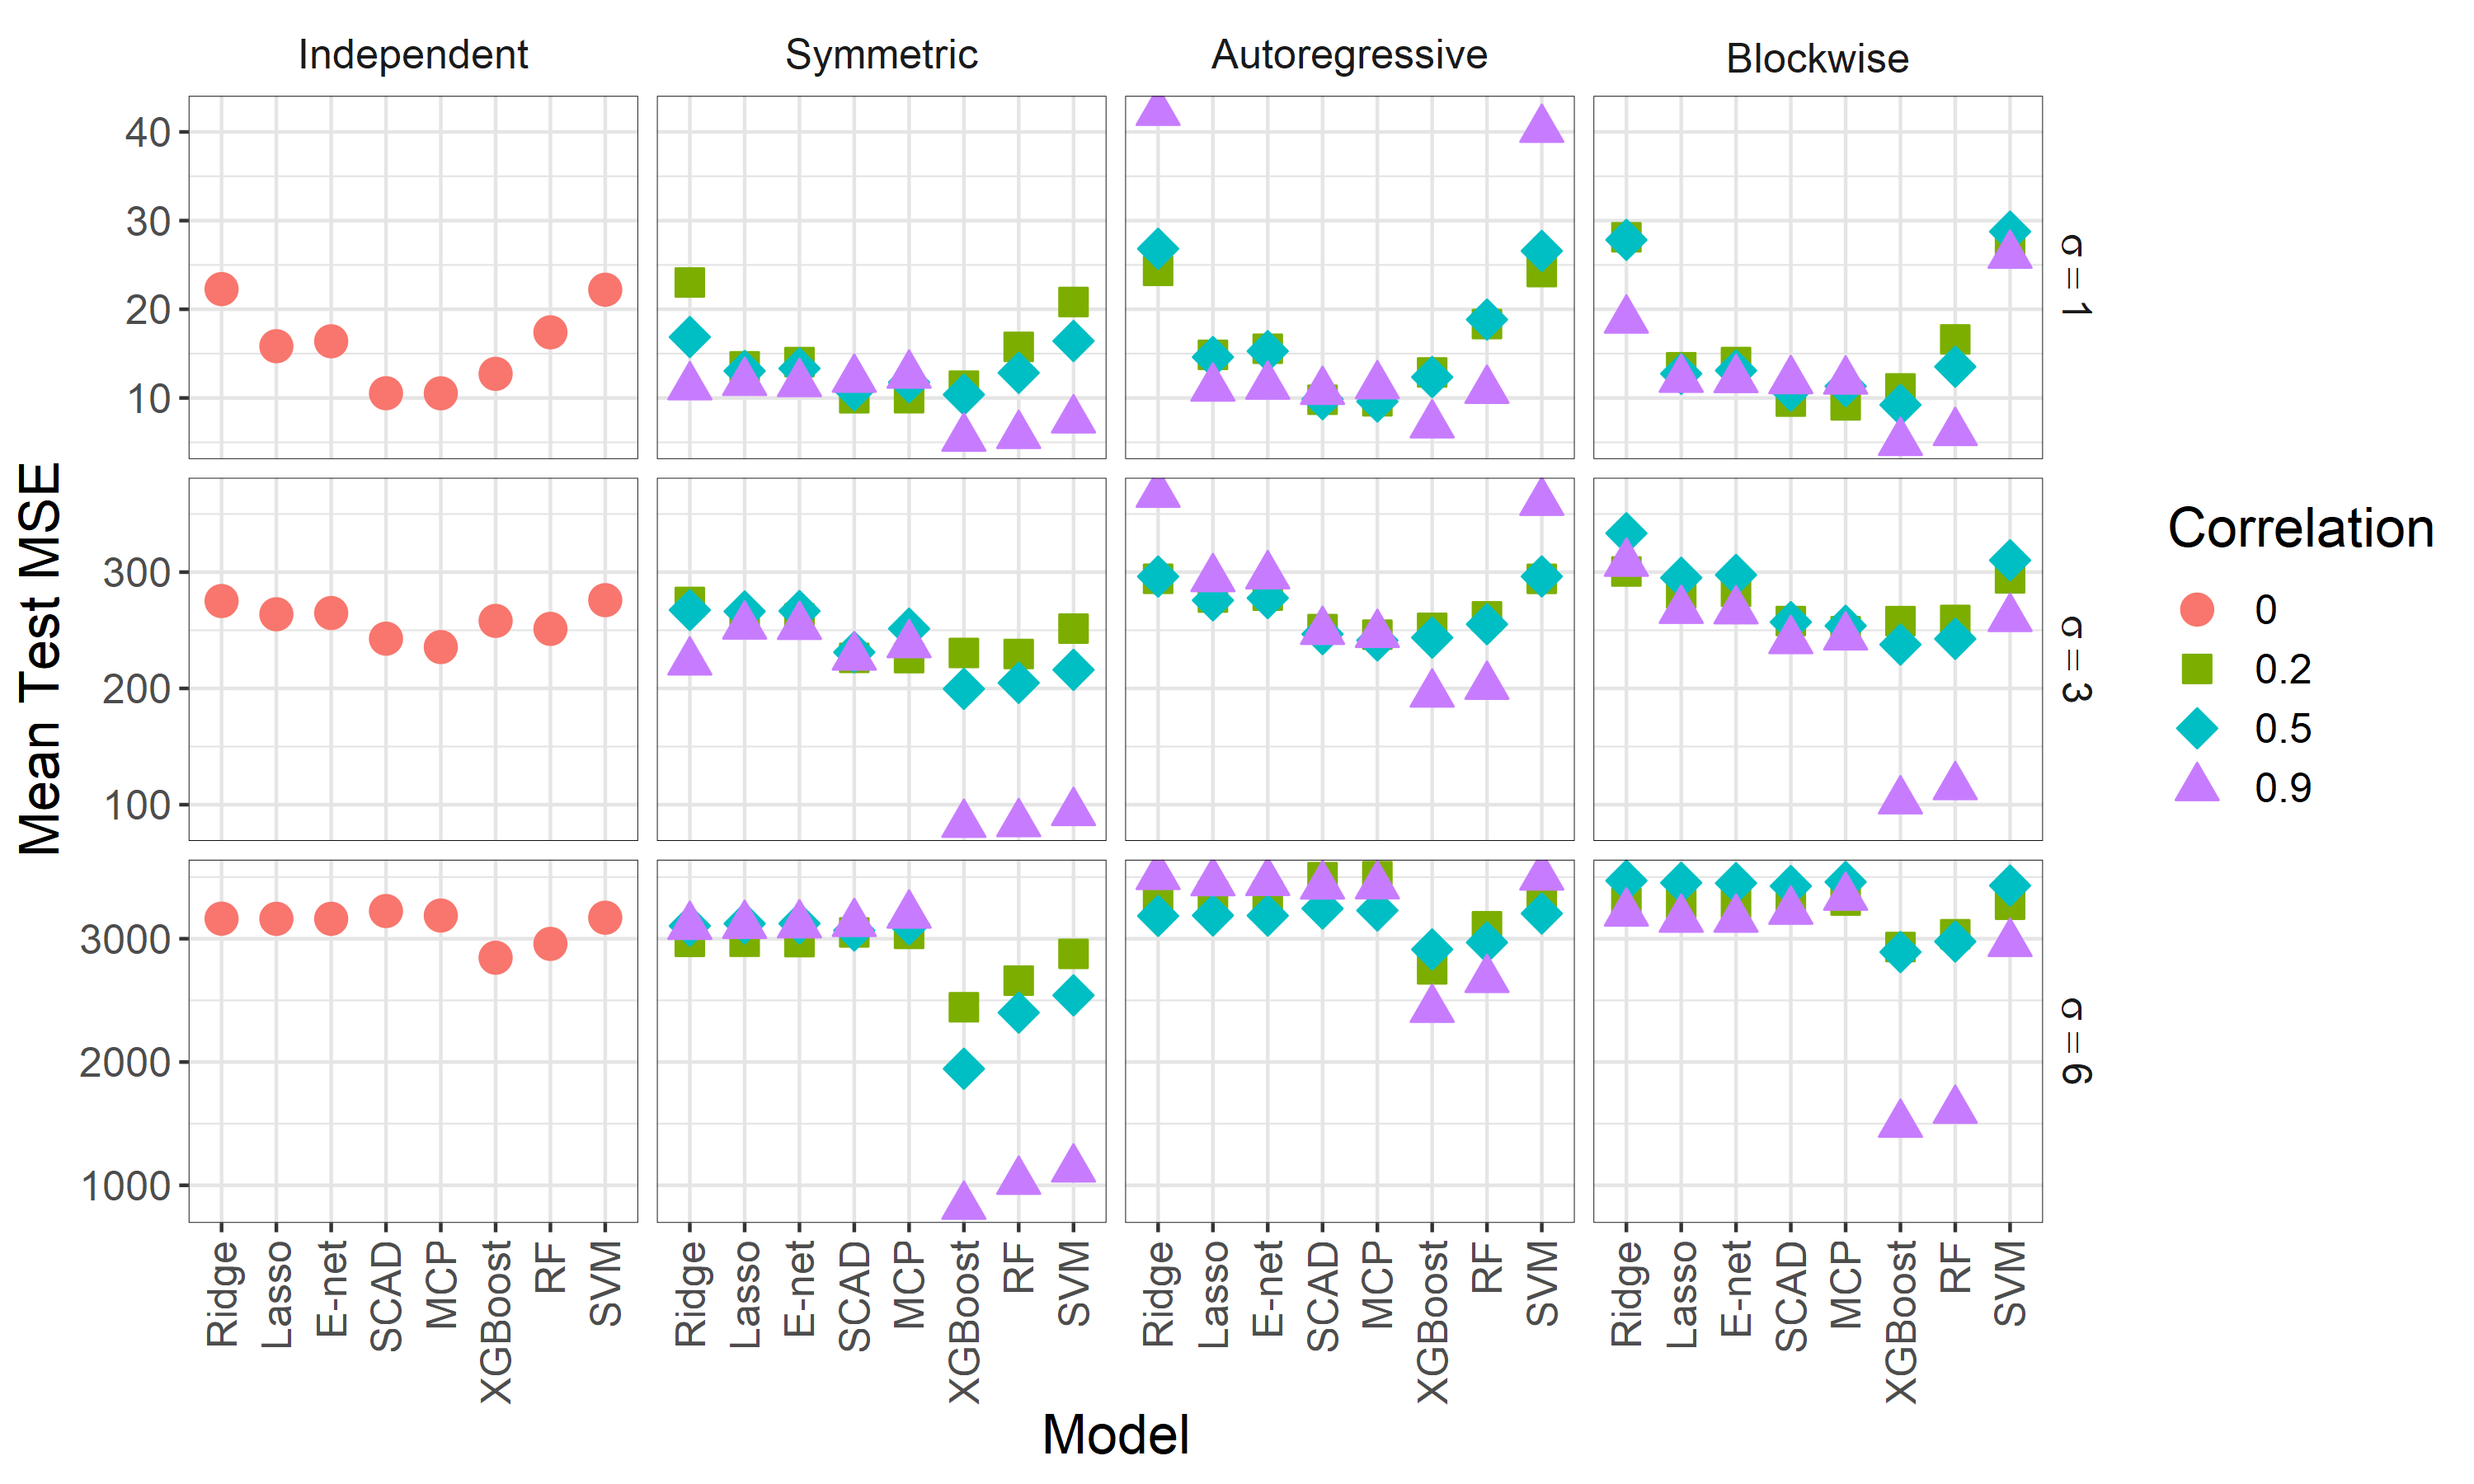 Independent
Symmetric
Autoregressive
Blockwise
Mean Test MSE
40
30
20
10
σ = 1
300
200
100
σ = 3
3000
2000
1000
σ = 6
Ridge
Lasso
E-net
SCAD
MCP
XGBoost
RF
SVM
Ridge
Lasso
E-net
SCAD
MCP
XGBoost
RF
SVM
Ridge
Lasso
E-net
SCAD
MCP
XGBoost
RF
SVM
Ridge
Lasso
E-net
SCAD
MCP
XGBoost
RF
SVM
Model
Correlation
0
0.2
0.5
0.9